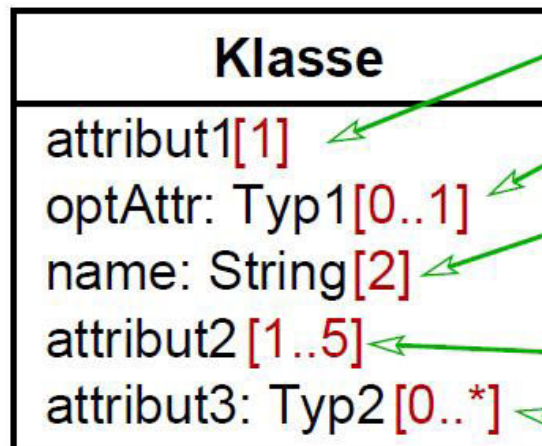 Klasse
attribut1[1]
optAttr: Typ1[0..1]
name: String[2]
attribut2 [1..5]
attribut3: Typ2[0..*]